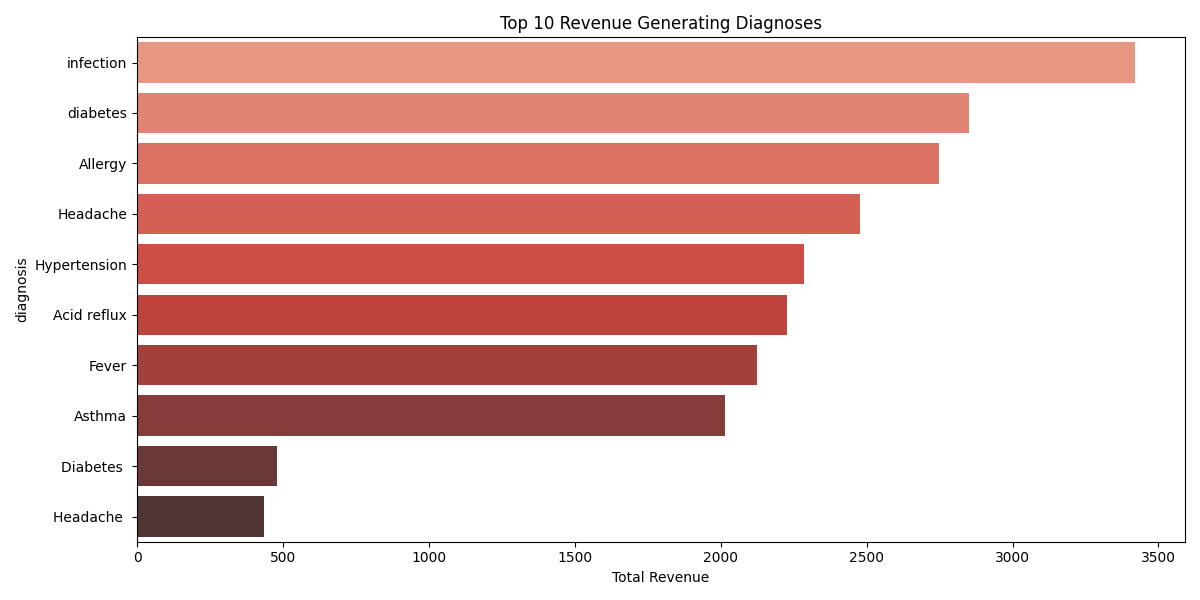 Top 10 Revenue Generating Diagnoses
infection
diabetes
Allergy
Headache
Hypertension
Acid reflux
Fever
Asthma
Diabetes
Headache
diagnosis
0 500 1000 1500 2000 2500 3000 3500
Total Revenue